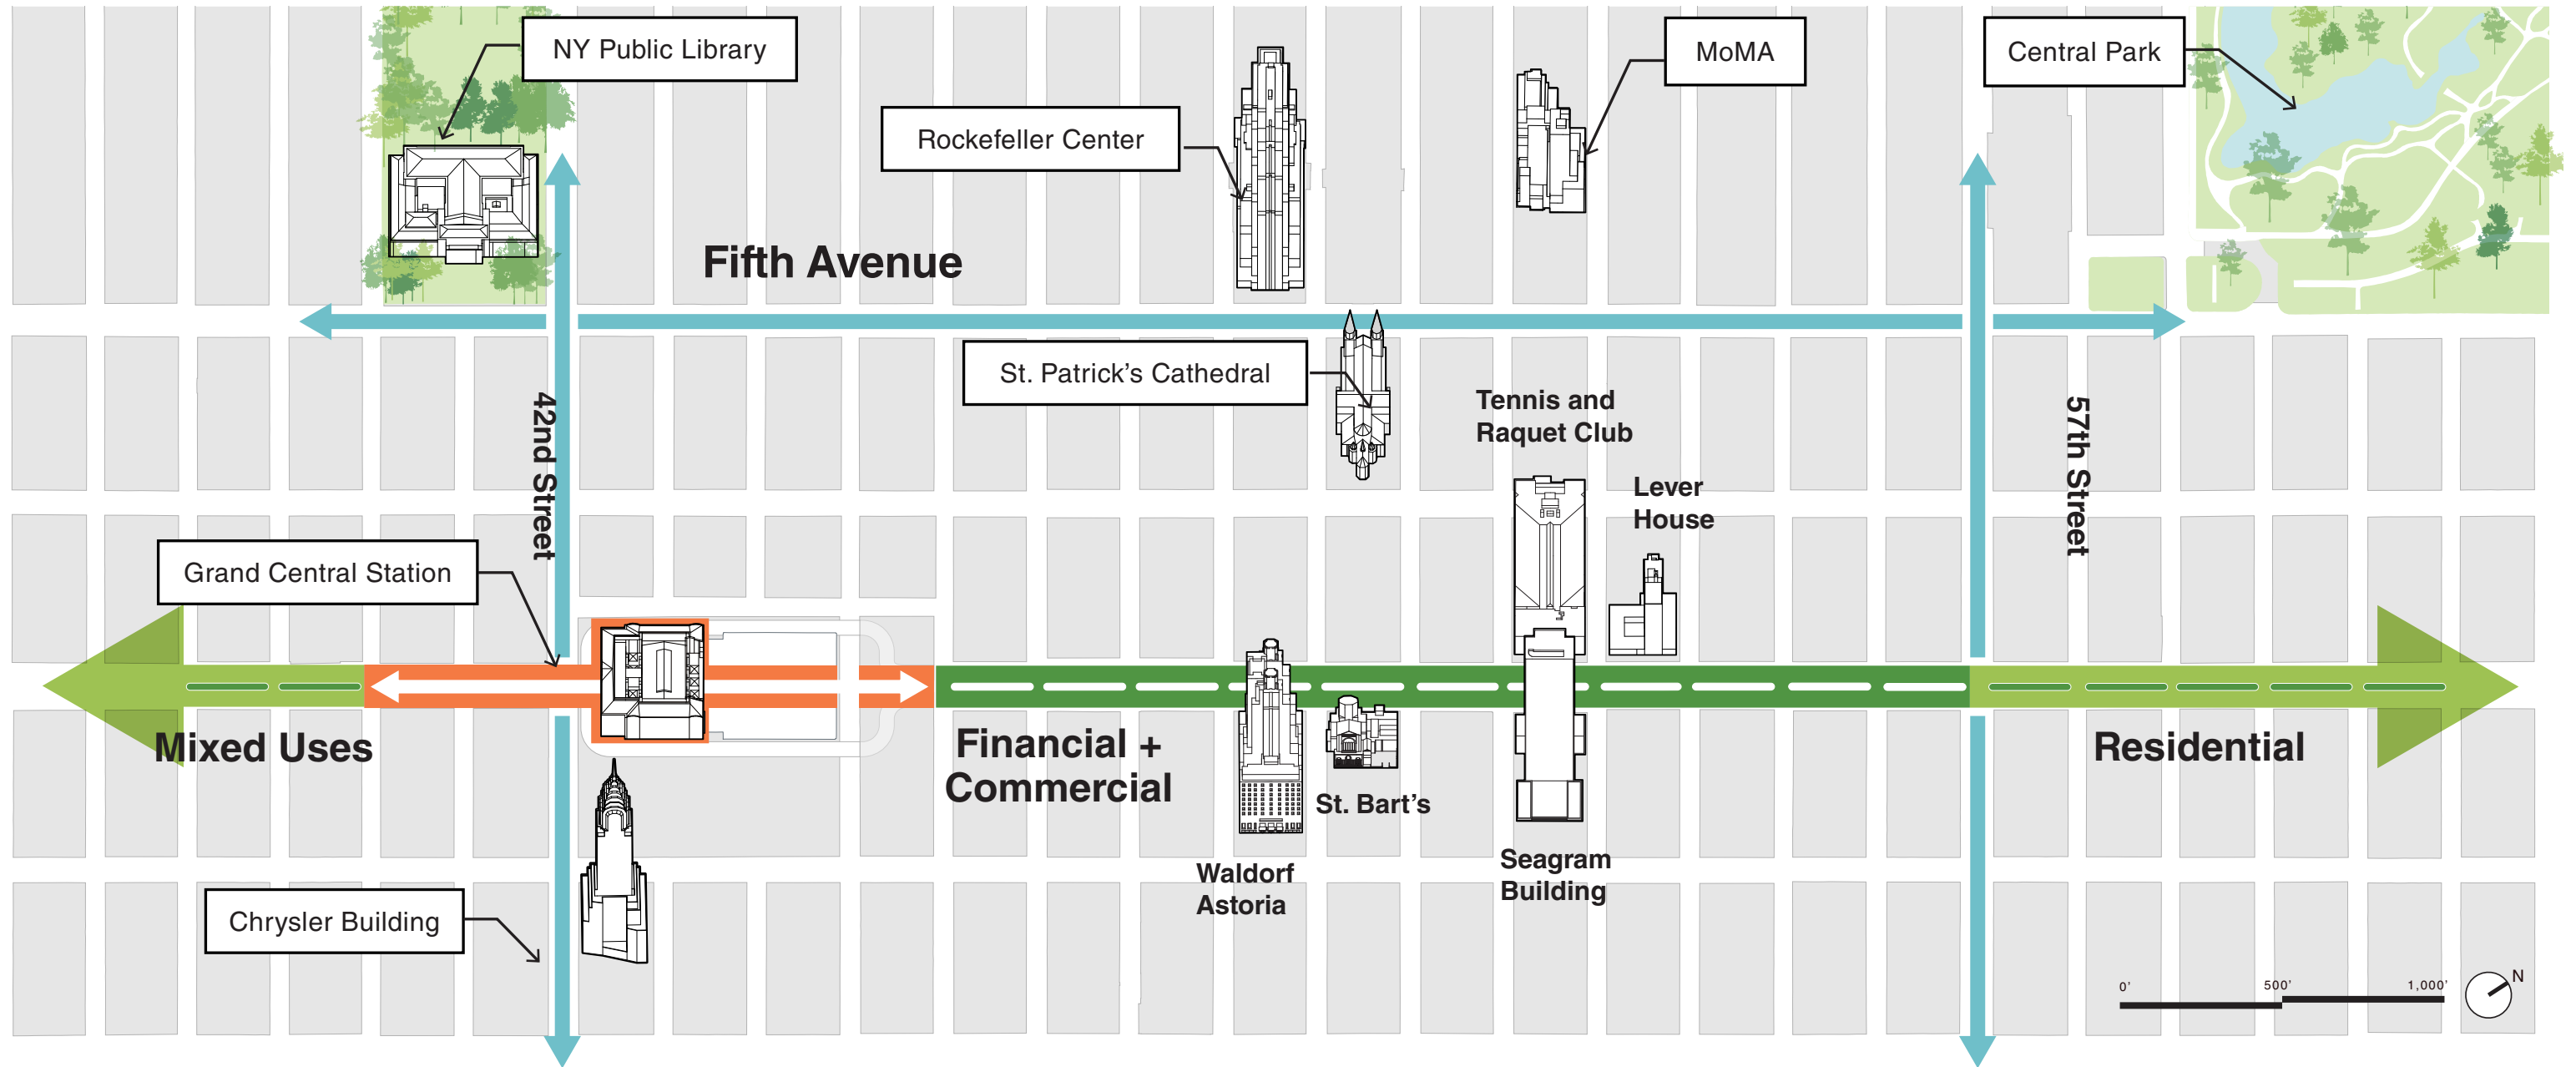 NY Public Library
MoMA
Central Park
Rockefeller Center
Fifth Avenue
St. Patrick's Cathedral
42nd Street
57th Street
Tennis and
Raquet Club
Lever
House
Grand Central Station
Mixed Uses
Financial +
Commercial
Residential
St. Bart's
Waldorf
Astoria
Seagram
Building
Chrysler Building
0' 500' 1,000'
N